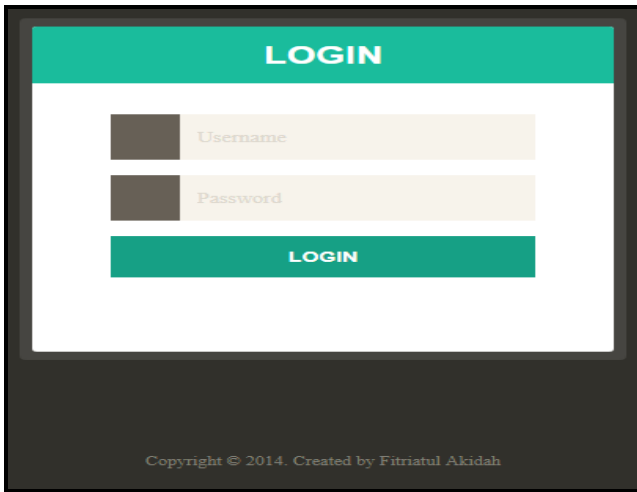 LOGIN
Username
Password
LOGIN
Copyright © 2014. Created by Fitriatul Akidah